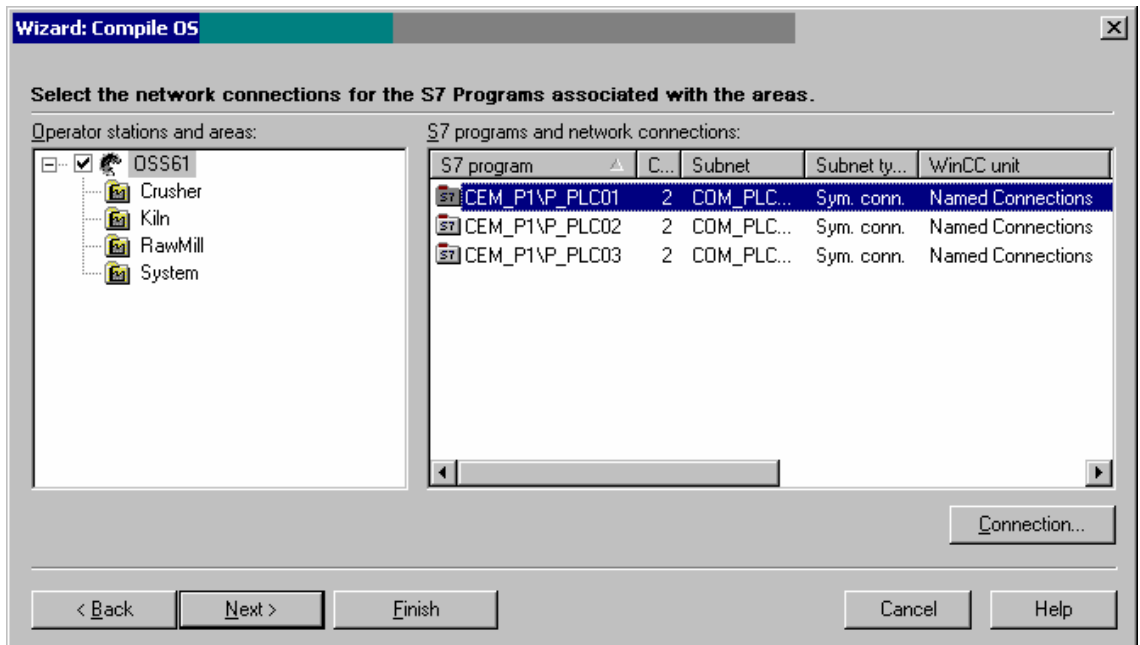 Wizard: Compile OS
Select the network connections for the S7 Programs associated with the areas.
Operator stations and areas:
OSS61
Crusher
Kiln
RawMill
System
S7 programs and network connections:
S7 program C... Subnet Subnet ty... WinCC unit
CEM_P1\P_PLC01 2 COM_PLC... Sym. conn. Named Connections
CEM_P1\P_PLC02 2 COM_PLC... Sym. conn. Named Connections
CEM_P1\P_PLC03 2 COM_PLC... Sym. conn. Named Connections
Connection...
< Back Next > Finish Cancel Help